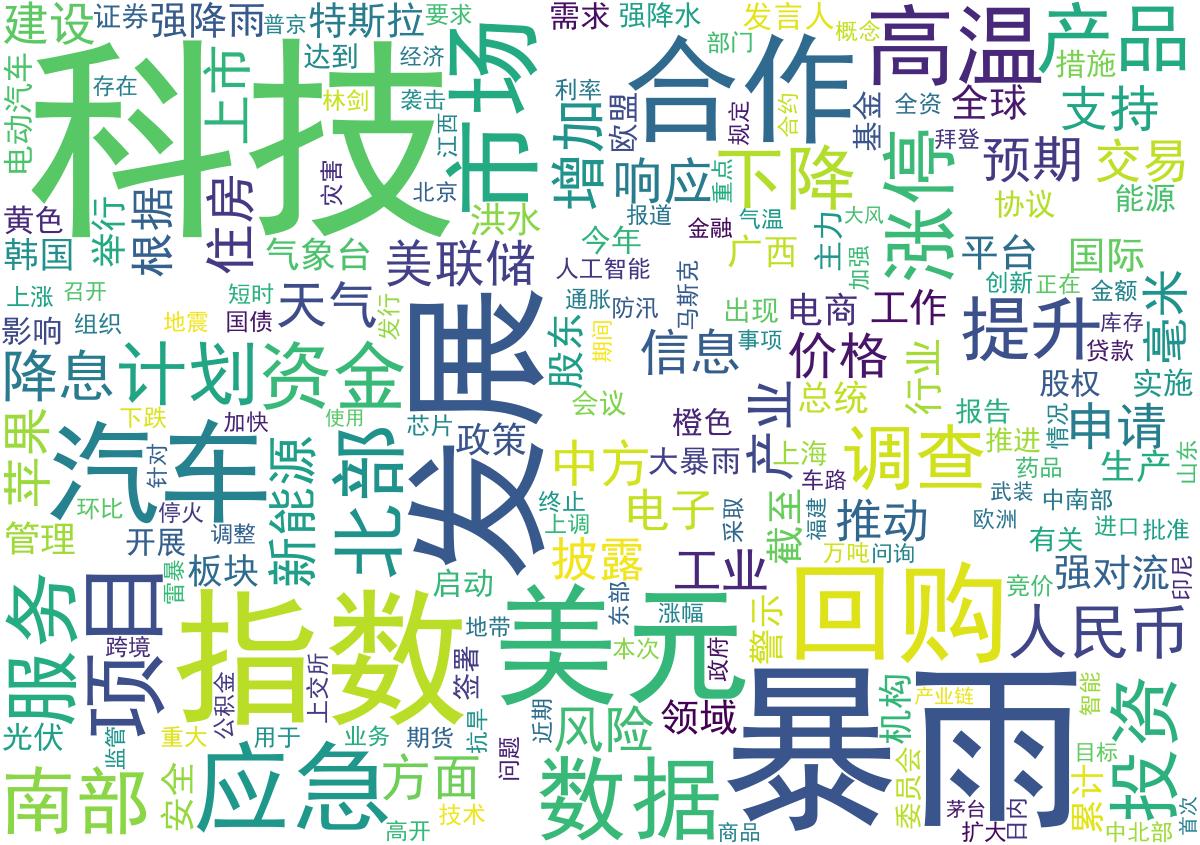 建设
证券
强降雨
普京
特斯拉
要求
需求
强降水
发言人
概念
高温
产品
电动汽车
存在
科技
上市
达到
经济
市场
林剑
袭击
江西
部门
合作
利率
欧盟
规定
合约
基金
全资
全球
措施
支持
增加
响应
重点
下降
拜登
涨停
预期
交易
协议
能源
灾害
北京
黄色
举行
根据
住房
洪水
报道
金融
气温
大风
主力
加强
韩国
气象台
美联储
今年
广西
平台
国际
人工智能
创新
正在
金额
毫米
上涨
召开
短时
天气
发行
通胀
防汛
马斯克
出现
电商
工作
提升
库存
贷款
影响
组织
地震
国债
发展
股东
期间
信息
事项
价格
行业
降息
计划
资金
股权
实施
会议
产业
总统
苹果
下跌
加快
使用
芯片
政策
橙色
报告
情况
申请
汽车
针对
新能源
北部
中方
大暴雨
上海
调查
推进
药品
生产
山东
车路
环比
停火
调整
终止
上调
电子
采取
截至
福建
推动
武装
中南部
欧洲
有关
进口
批准
管理
开展
雷暴
板块
启动
披露
工业
万吨
问询
强对流
印尼
竞价
服务
项目
跨境
指数
地带
美元
东部
涨幅
本次
政府
警示
回购
人民币
上交所
公积金
签署
抗旱
近期
风险
领域
暴雨
机构
产业链
智能
投资
光伏
监管
重大
用于
业务
期货
问题
目标
南部
安全
应急
方面
技术
高开
数据
商品
委员会
茅台
扩大
日内
累计
中北部
首次